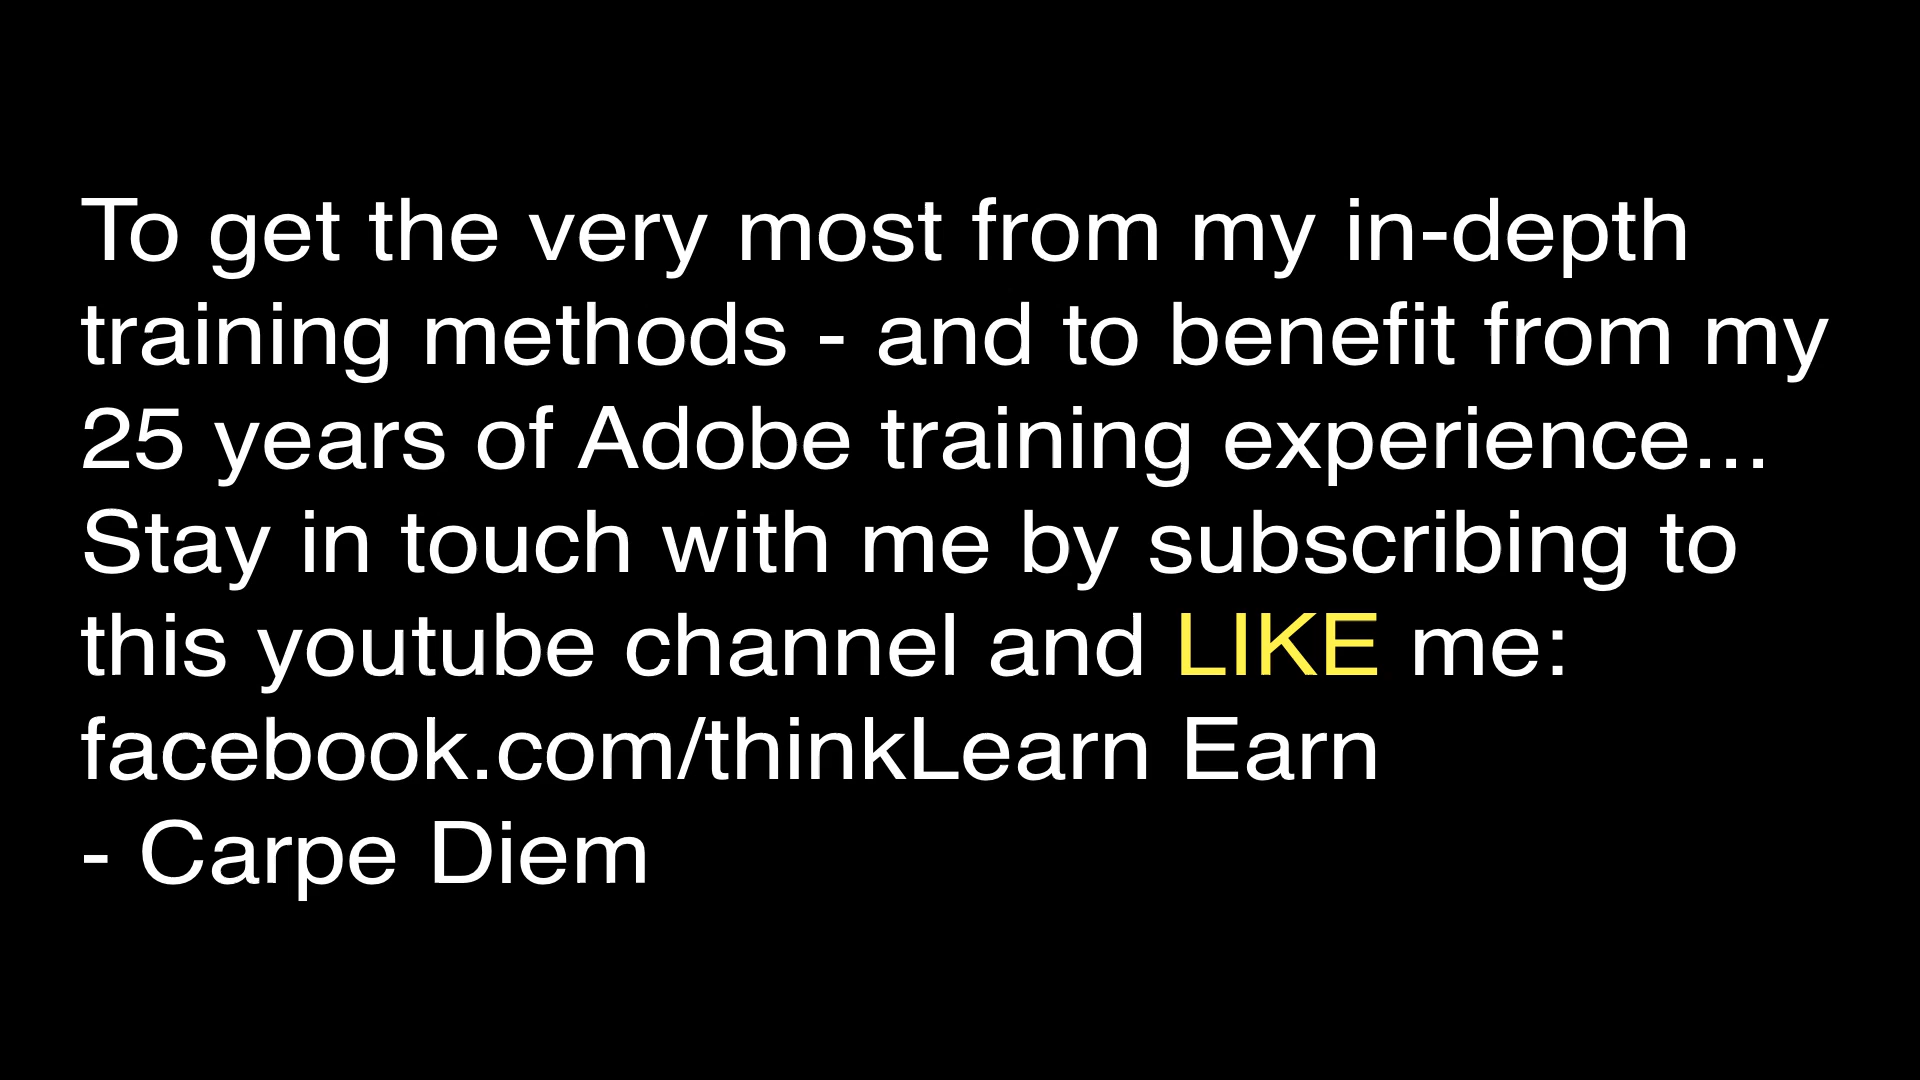 To get the very most from my in-depth
training methods - and to benefit from my
25 years of Adobe training experience...
Stay in touch with me by subscribing to
this youtube channel and LIKE me:
facebook.com/thinkLearn Earn
- Carpe Diem